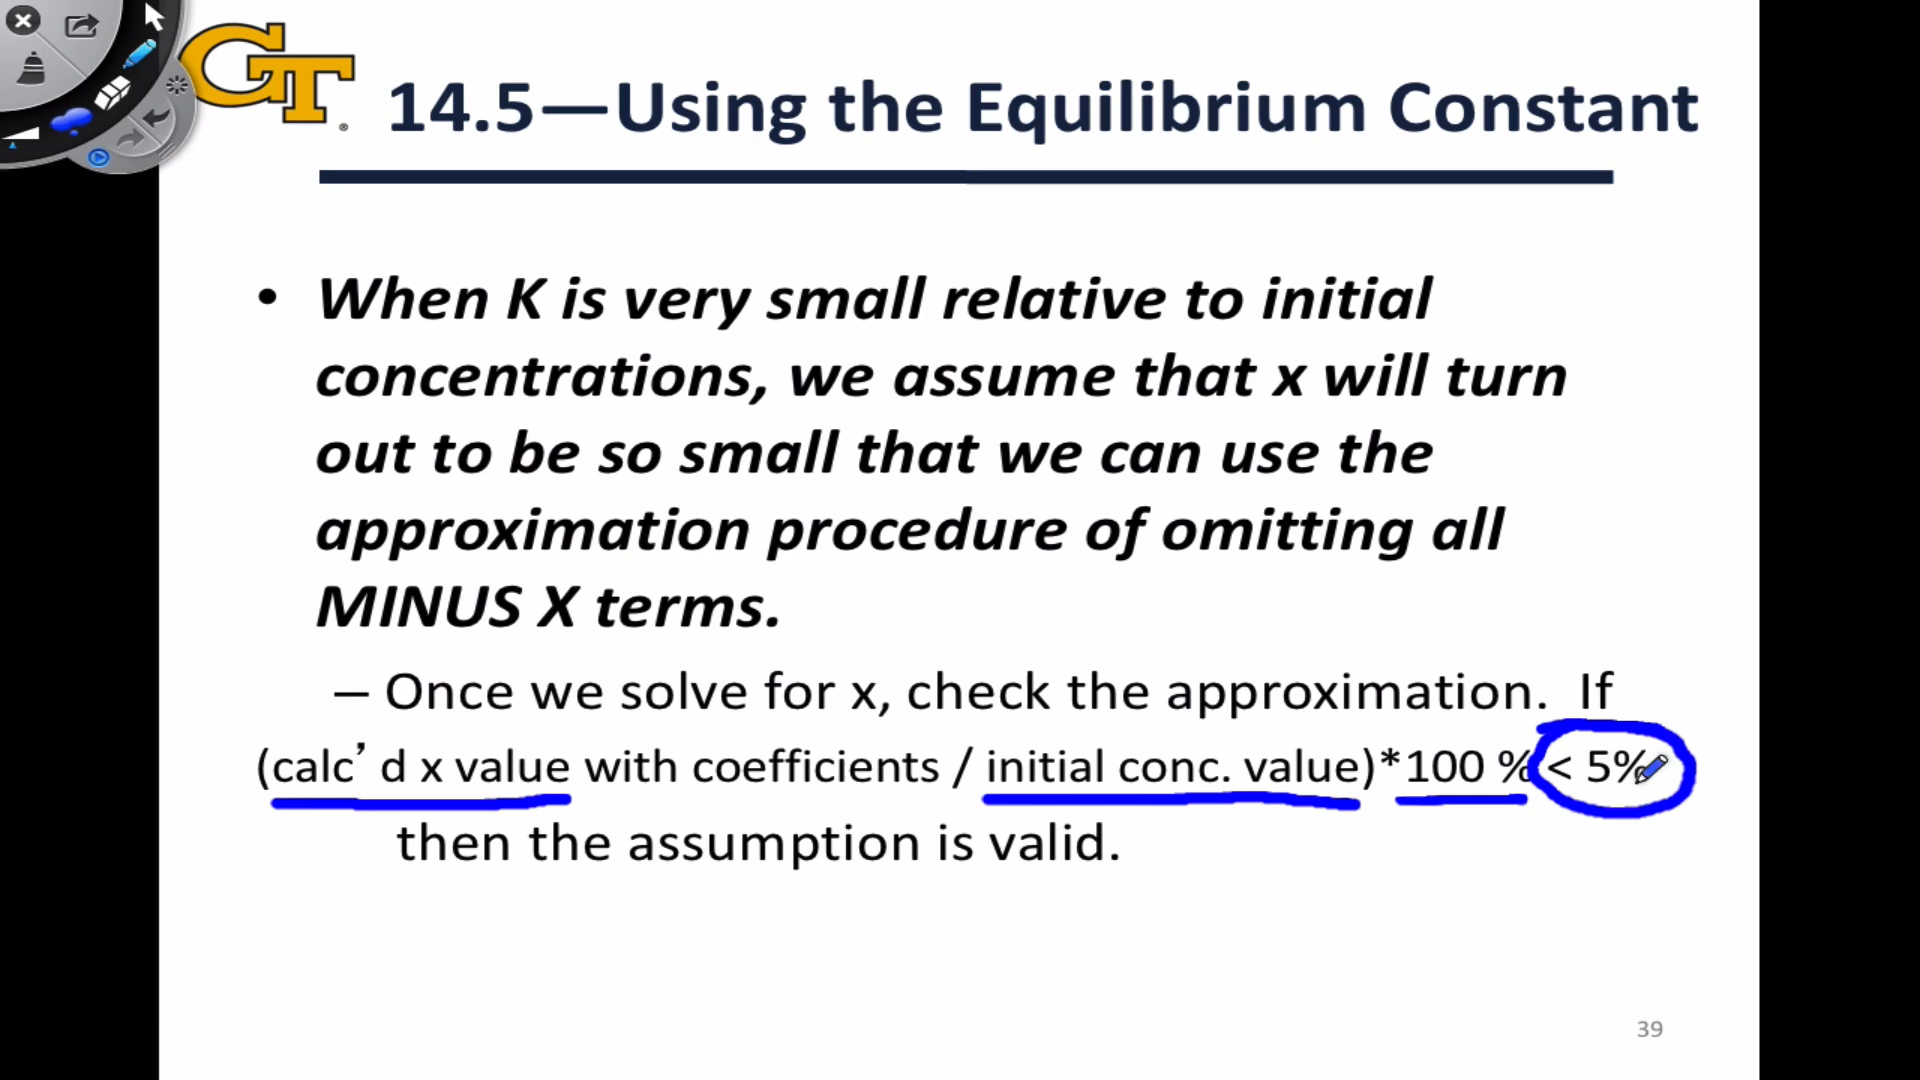 GT
14.5—Using the Equilibrium Constant
• When K is very small relative to initial
concentrations, we assume that x will turn
out to be so small that we can use the
approximation procedure of omitting all
MINUS X terms.
– Once we solve for x, check the approximation. If
(calc’ d x value with coefficients / initial conc. value)*100 % < 5%
then the assumption is valid.
39